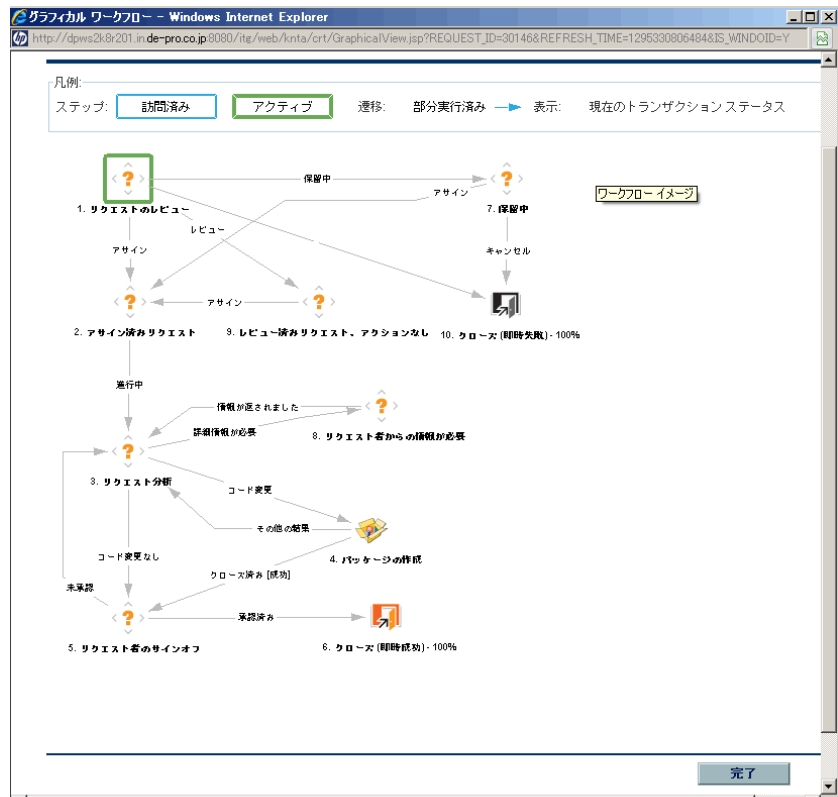 グラフィカル ワークフロー - Windows Internet Explorer
http://dpws2k8r201.in.de-pro.co.jp:8080/itg/web/knta/crt/GraphicalView.jsp?REQUEST_ID=30146&REFRESH_TIME=1295330806484&IS_WINDOID=Y
凡例:
ステップ: 訪問済み アクティブ 遷移: 部分実行済み 表示: 現在のトランザクション ステータス
保留中
アサイン
ワークフロー イメージ
1. リクエストのレビュー
7. 保留中
レビュー
アサイン
キャンセル
アサイン
2. アサイン済みリクエスト
9. レビュー済みリクエスト、アクションなし
10. クローズ (即時失敗) - 100%
進行中
情報が返されました
詳細情報が必要
8. リクエスト者からの情報が必要
3. リクエスト分析
コード変更
その他の結果
コード変更なし
4. パッケージの作成
クローズ済み [成功]
未承認
承認済み
5. リクエスト者のサインオフ
6. クローズ (即時成功) - 100%
完了